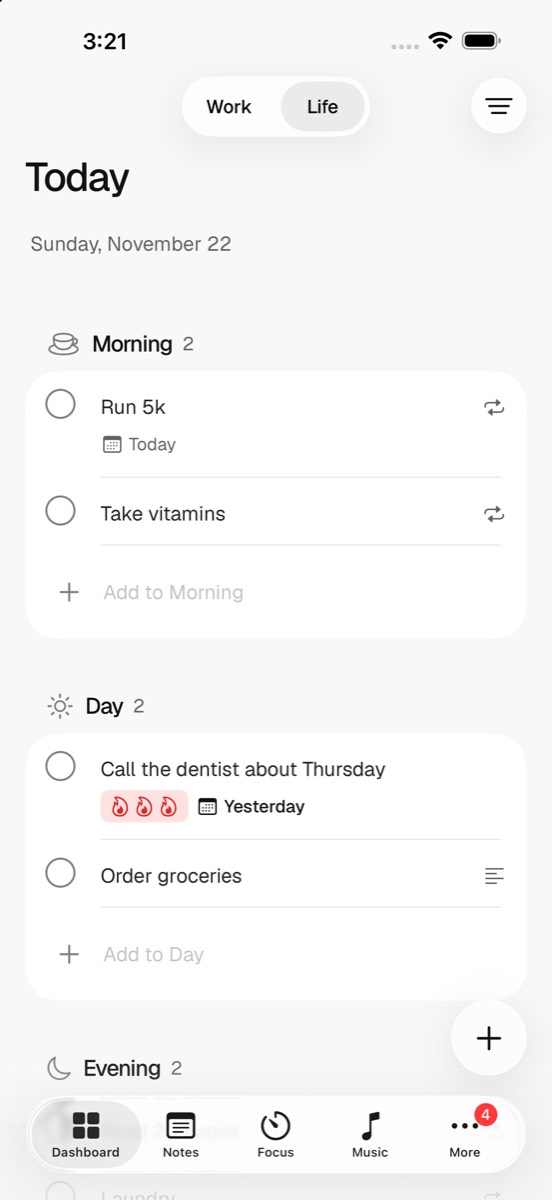 3:21
Work Life
Today
Sunday, November 22
Morning 2
Run 5k
Today
Take vitamins
Add to Morning
Day 2
Call the dentist about Thursday
Yesterday
Order groceries
Add to Day
Evening 2
4
Dashboard Notes Focus Music More
Laundry